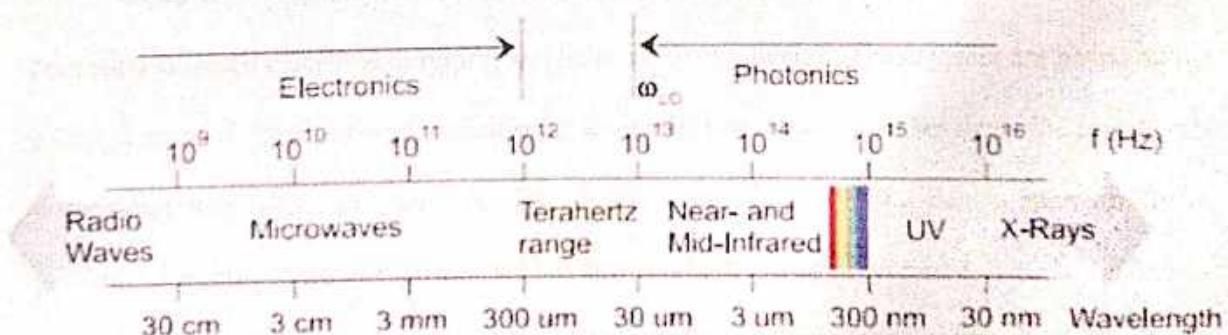 Electronics
Photonics
ω_LO
10⁹ 10¹⁰ 10¹¹ 10¹² 10¹³ 10¹⁴ 10¹⁵ 10¹⁶ f (Hz)
Radio Waves
Microwaves
Terahertz range
Near- and Mid-Infrared
UV
X-Rays
30 cm 3 cm 3 mm 300 um 30 um 3 um 300 nm 30 nm Wavelength